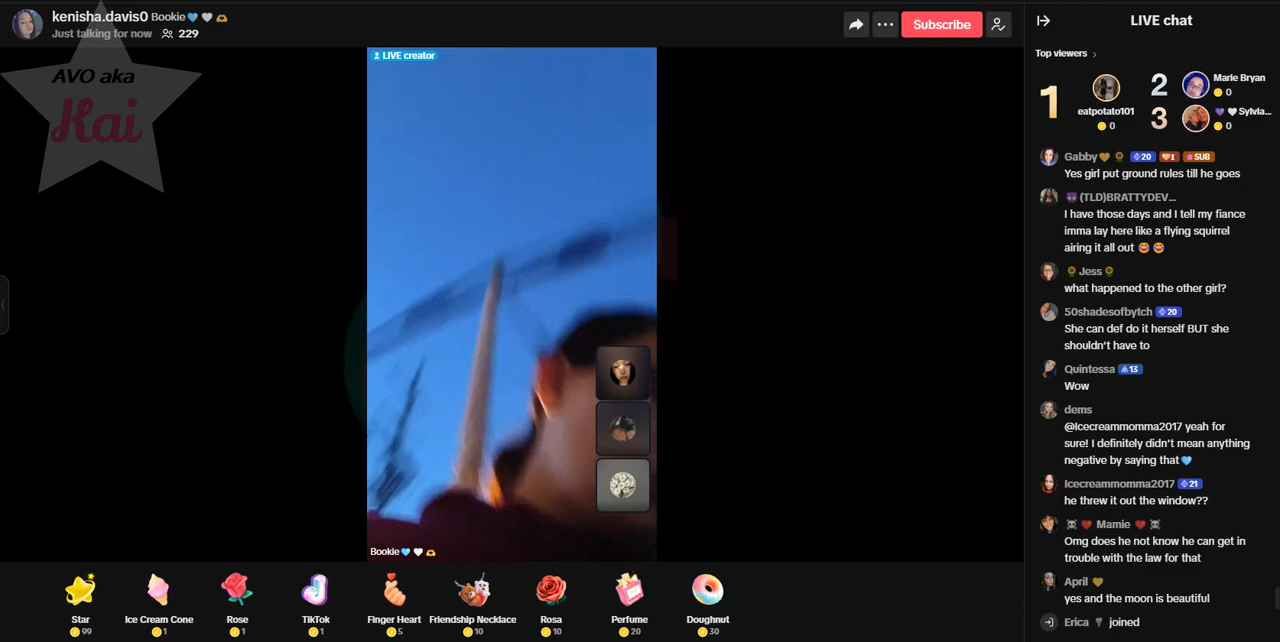 kenisha.davis0 Bookie
Just talking for now 229
Subscribe
AVO aka
Kai
LIVE creator
Bookie
Star
99
Ice Cream Cone
1
Rose
1
TikTok
1
Finger Heart
5
Friendship Necklace
10
Rosa
10
Perfume
20
Doughnut
30
LIVE chat
Top viewers
1
eatpotato101
0
2
Marie Bryan
0
3
Sylvia...
0
Gabby 20 I SUB
Yes girl put ground rules till he goes
(TLD)BRATTYDEV...
I have those days and I tell my fiance
imma lay here like a flying squirrel
airing it all out
Jess
what happened to the other girl?
50shadesofbytch 20
She can def do it herself BUT she
shouldn't have to
Quintessa 13
Wow
dems
@Icecreammomma2017 yeah for
sure! I definitely didn't mean anything
negative by saying that
Icecreammomma2017 21
he threw it out the window??
Mamie
Omg does he not know he can get in
trouble with the law for that
April
yes and the moon is beautiful
Erica joined